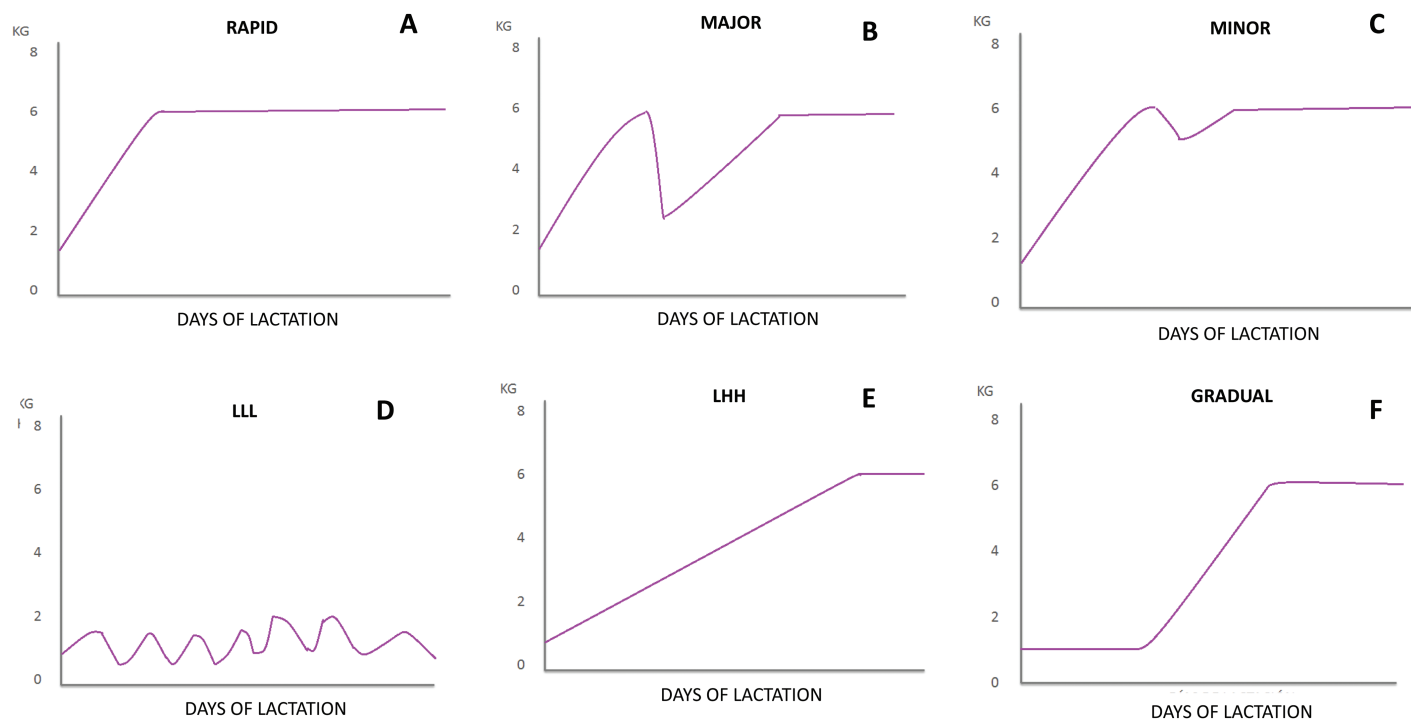 KG
RAPID
A
8
6
4
2
0
DAYS OF LACTATION
KG
MAJOR
B
8
6
4
2
0
DAYS OF LACTATION
KG
MINOR
C
8
6
4
2
0
DAYS OF LACTATION
KG
LLL
D
8
6
4
2
0
DAYS OF LACTATION
KG
LHH
E
8
6
4
2
0
DAYS OF LACTATION
KG
GRADUAL
F
8
6
4
2
0
DAYS OF LACTATION